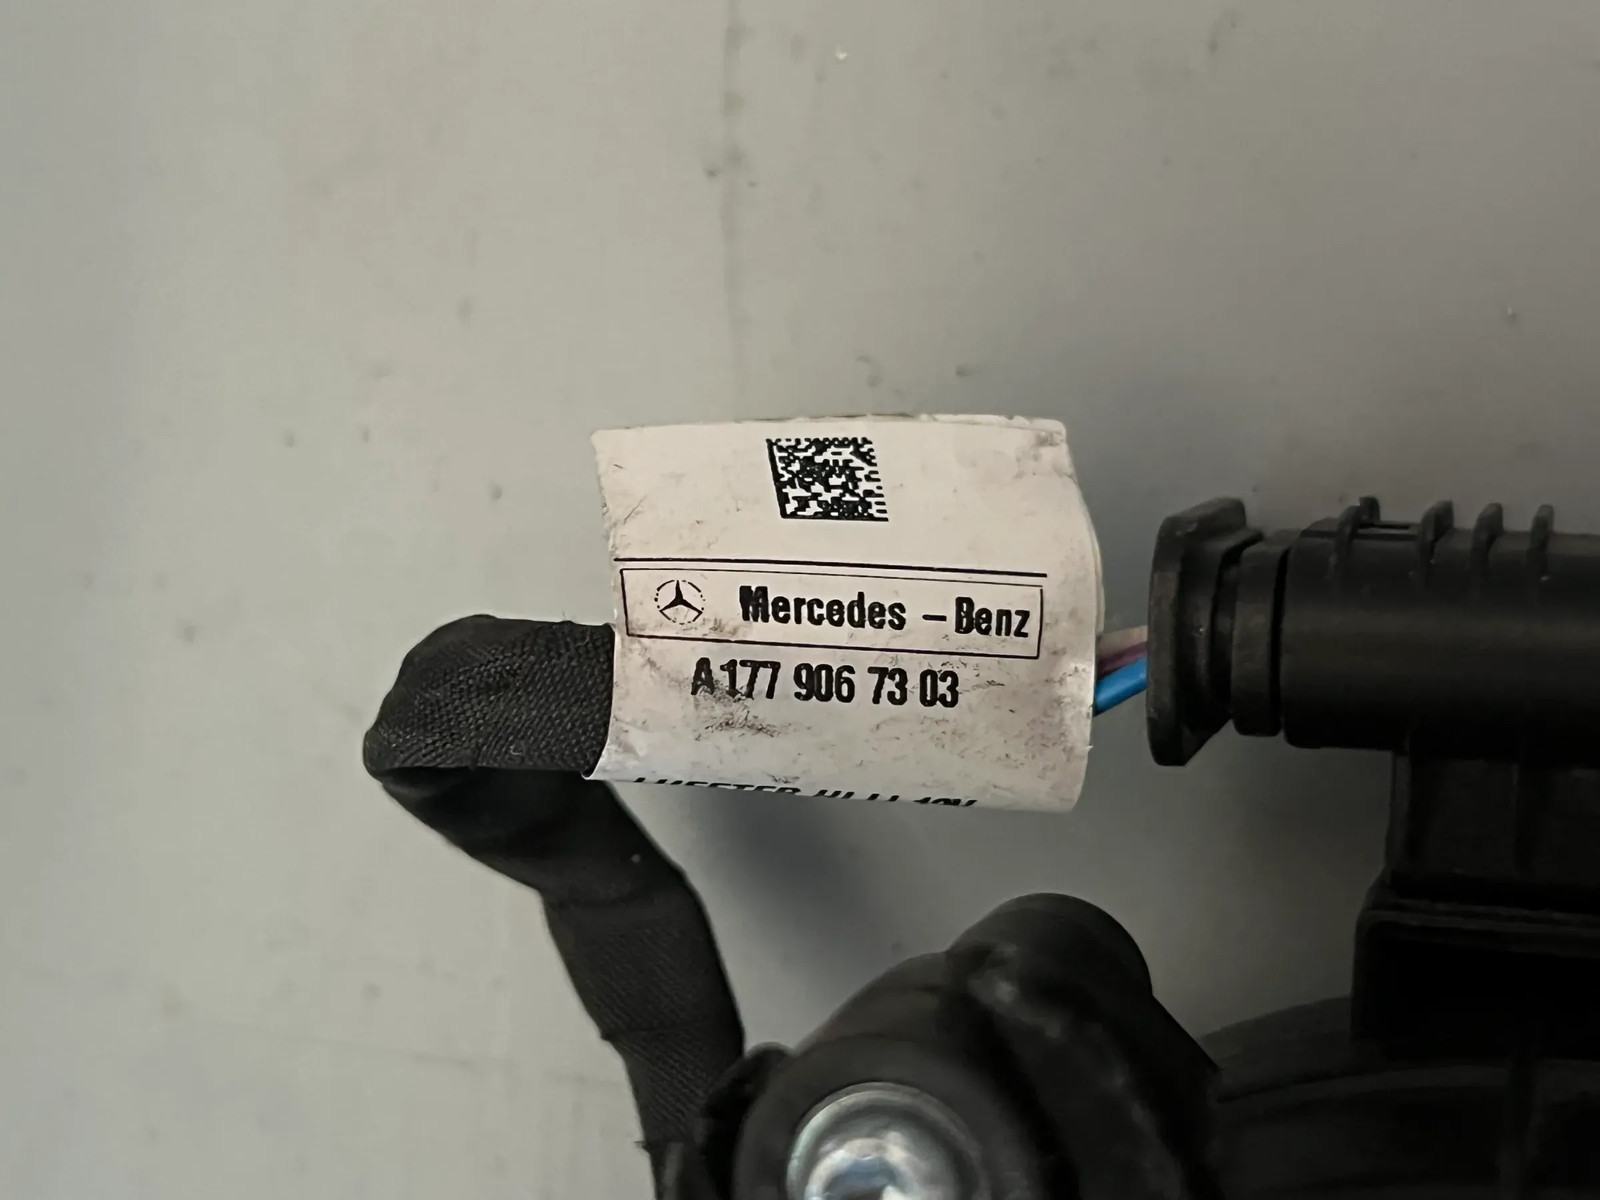 Mercedes - Benz
A 177 906 73 03